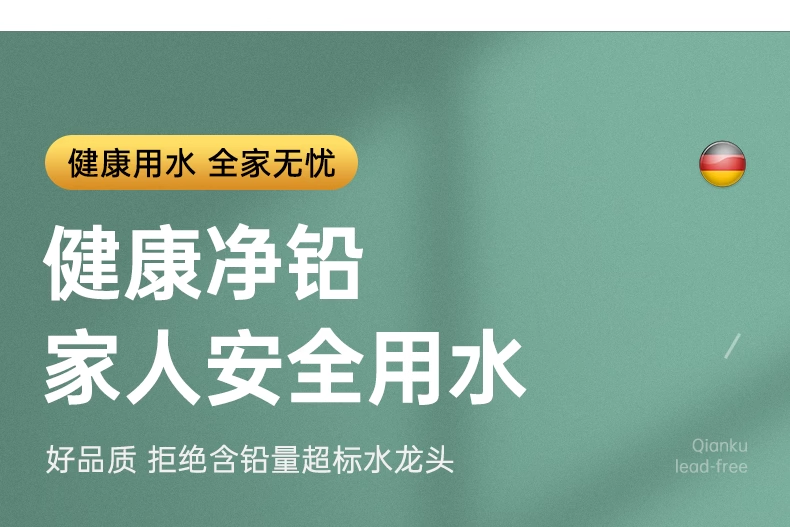 健康用水 全家无忧
健康净铅
家人安全用水
好品质 拒绝含铅量超标水龙头
Qianku
lead-free